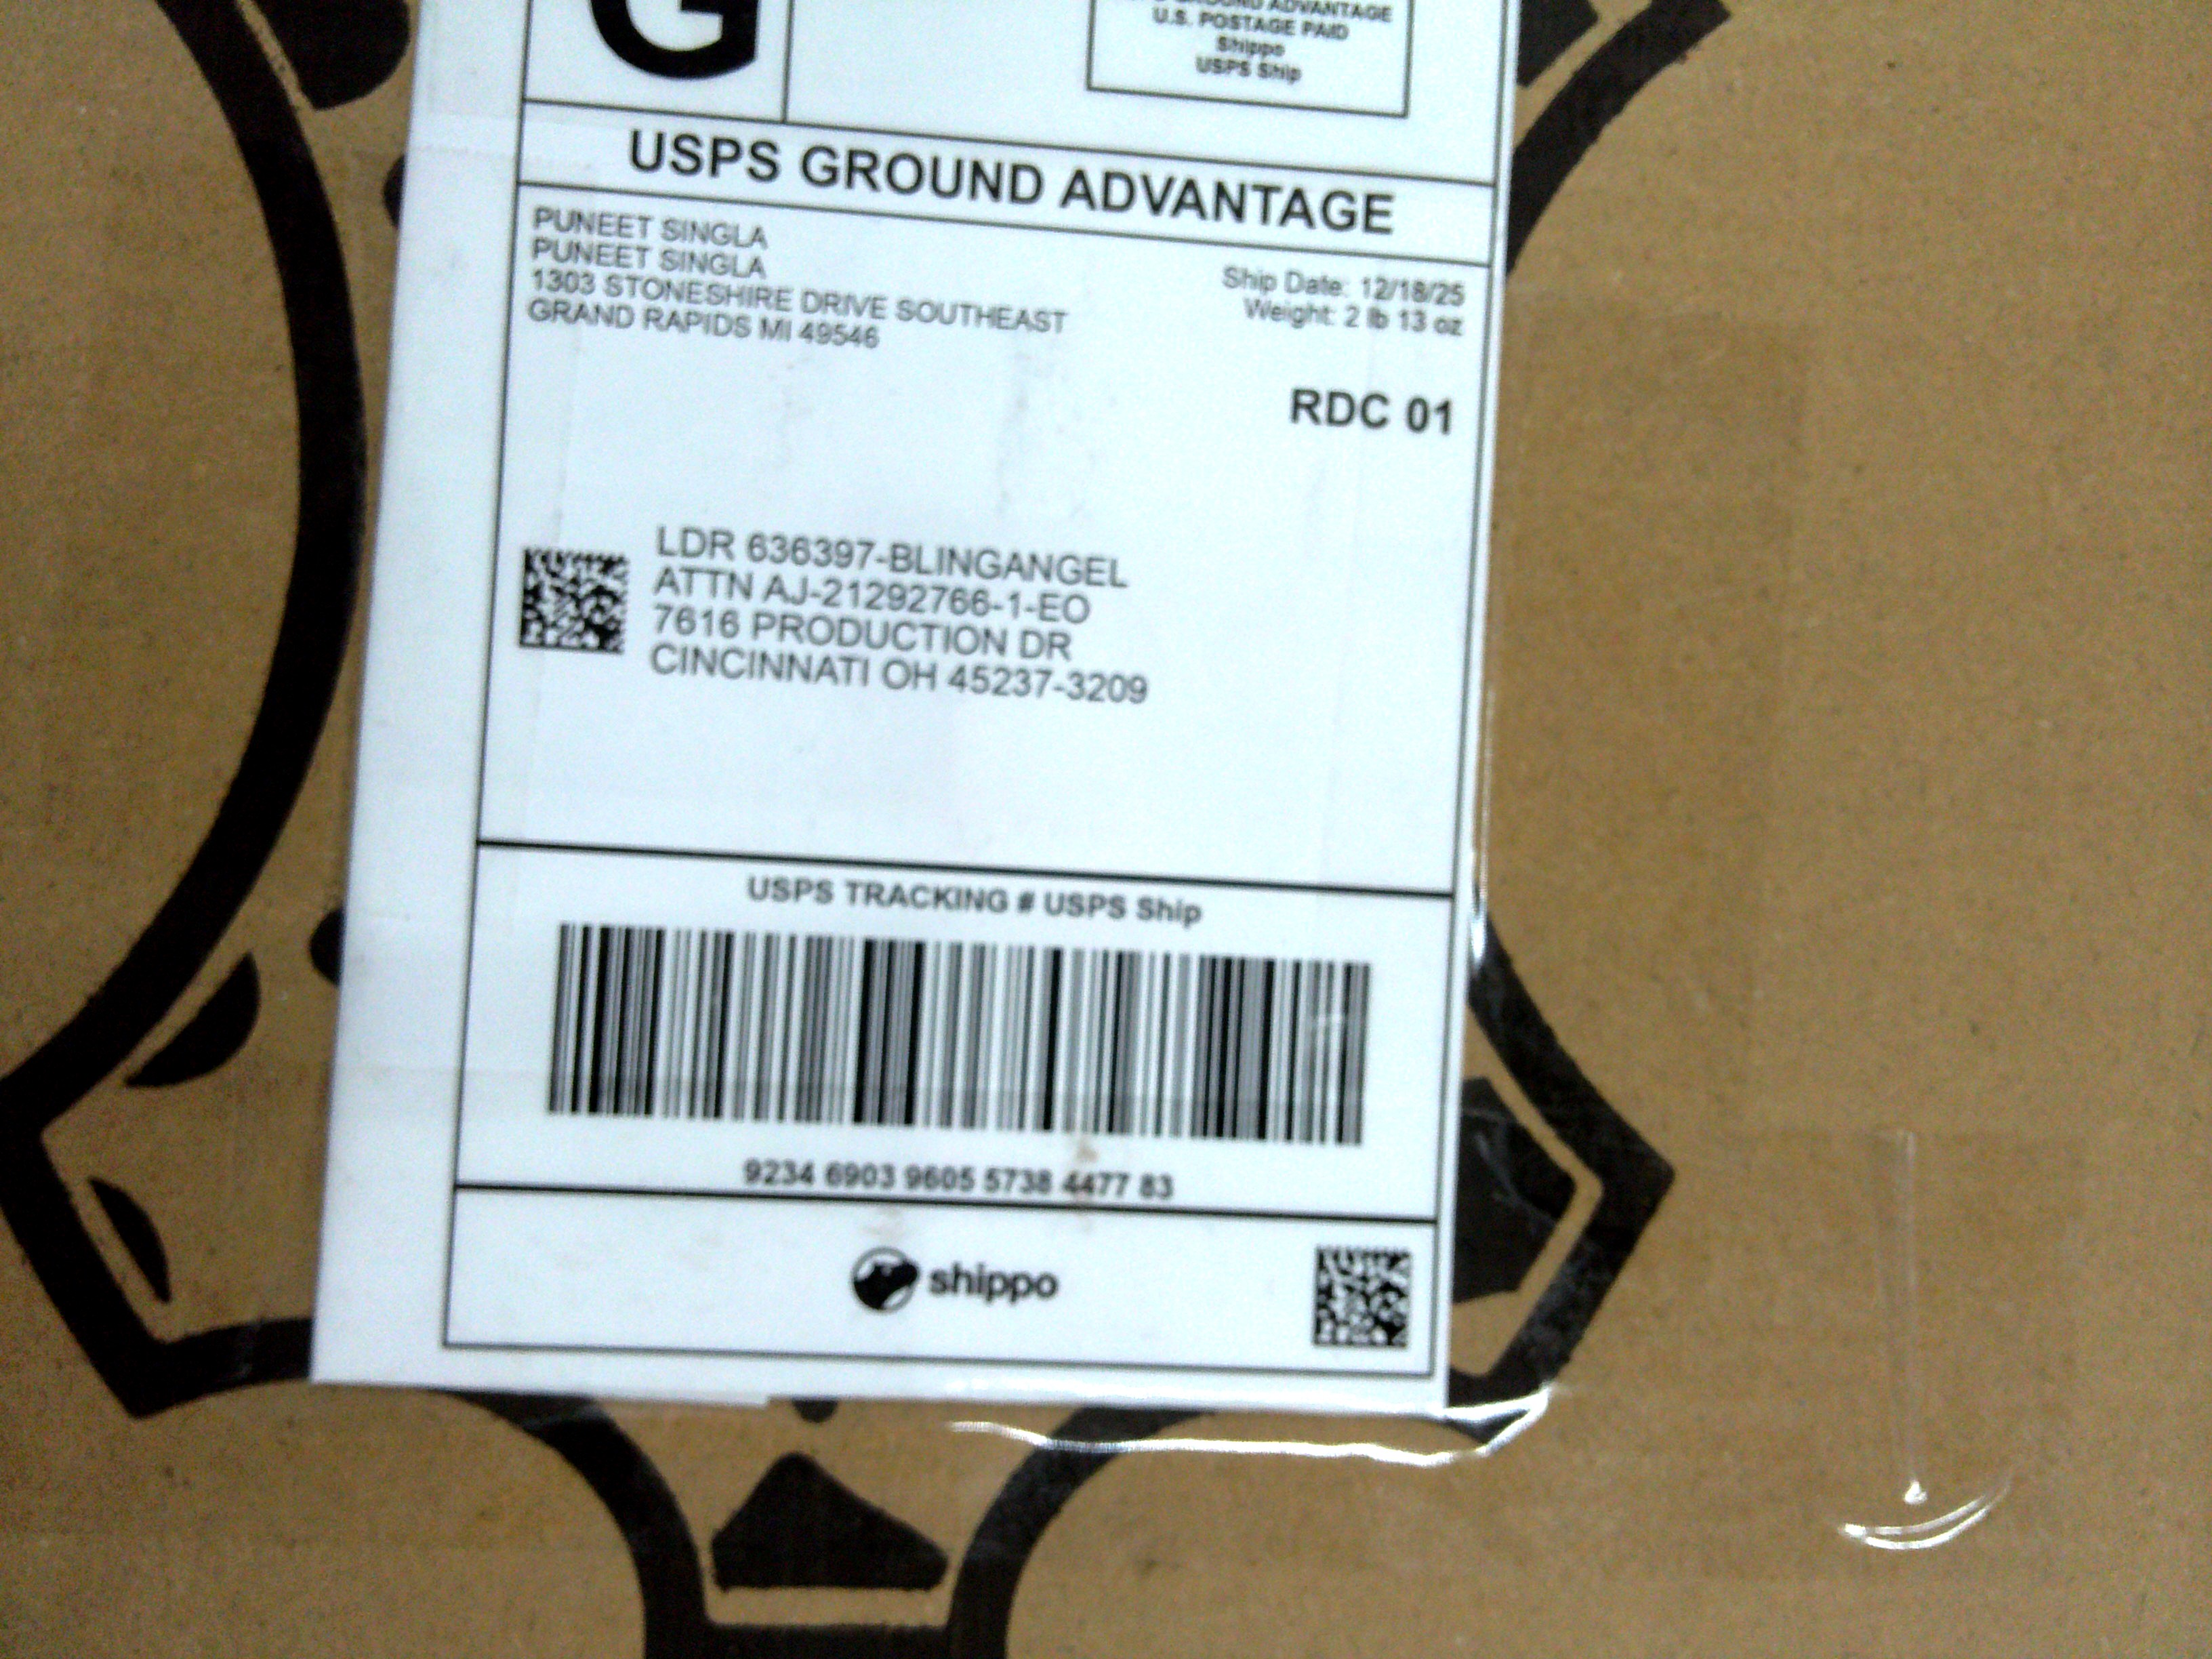 G
GROUND ADVANTAGE
U.S. POSTAGE PAID
Shippo
USPS Ship
USPS GROUND ADVANTAGE
PUNEET SINGLA
PUNEET SINGLA
1303 STONESHIRE DRIVE SOUTHEAST
GRAND RAPIDS MI 49546
Ship Date: 12/18/25
Weight: 2 lb 13 oz
RDC 01
LDR 636397-BLINGANGEL
ATTN AJ-21292766-1-EO
7616 PRODUCTION DR
CINCINNATI OH 45237-3209
USPS TRACKING # USPS Ship
9234 6903 9605 5738 4477 83
shippo